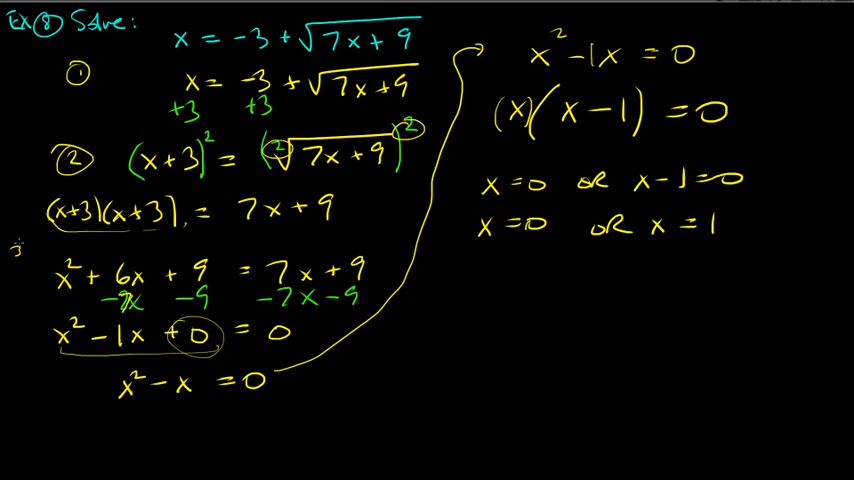 Ex ⑧ Solve:
x = -3 + √(7x + 9)
① x = -3 + √(7x+9)
+3 +3
② (x+3)² = (²√(7x + 9))²
(x+3)(x+3) = 7x+9
x² + 6x + 9 = 7x+9
-7x -9 -7x-9
x² - 1x + 0 = 0
x² - x = 0
x² - 1x = 0
(x)(x - 1) = 0
x = 0 OR x-1=0
x = 0 OR x = 1